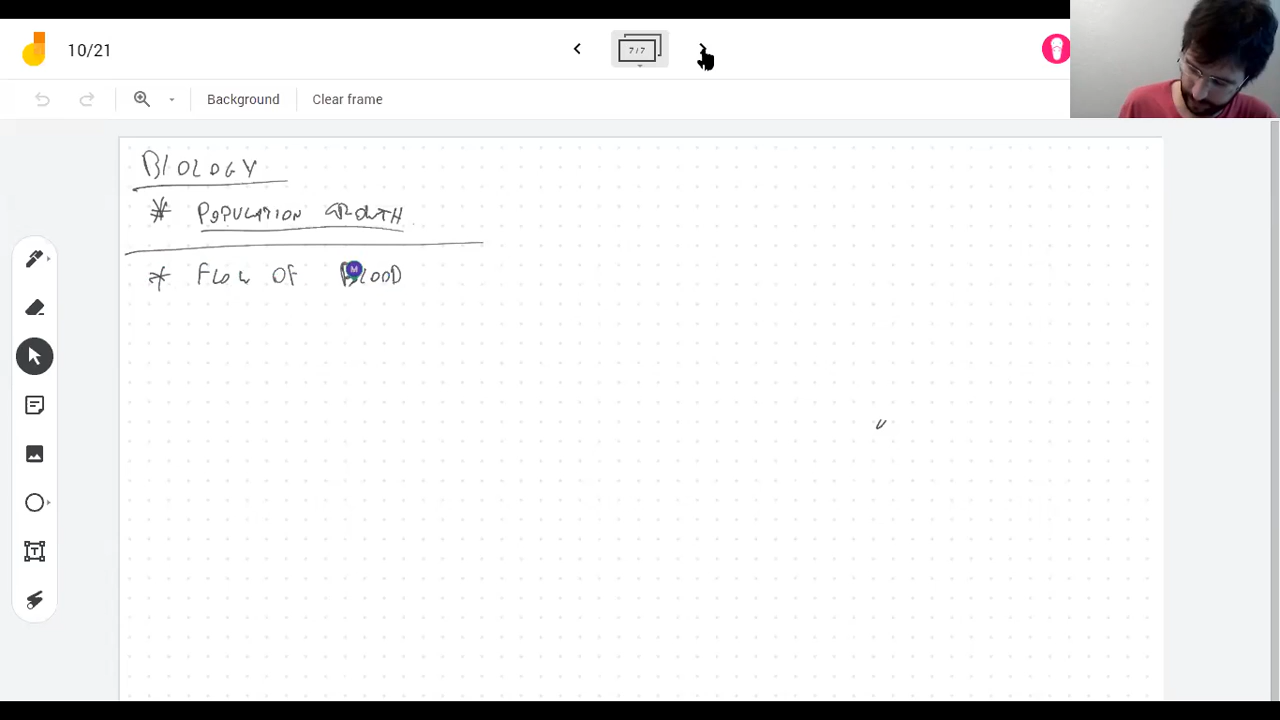 10/21
7/7
Background Clear frame
BIOLOGY
* POPULATION GROWTH
* FLOW OF BLOOD
M